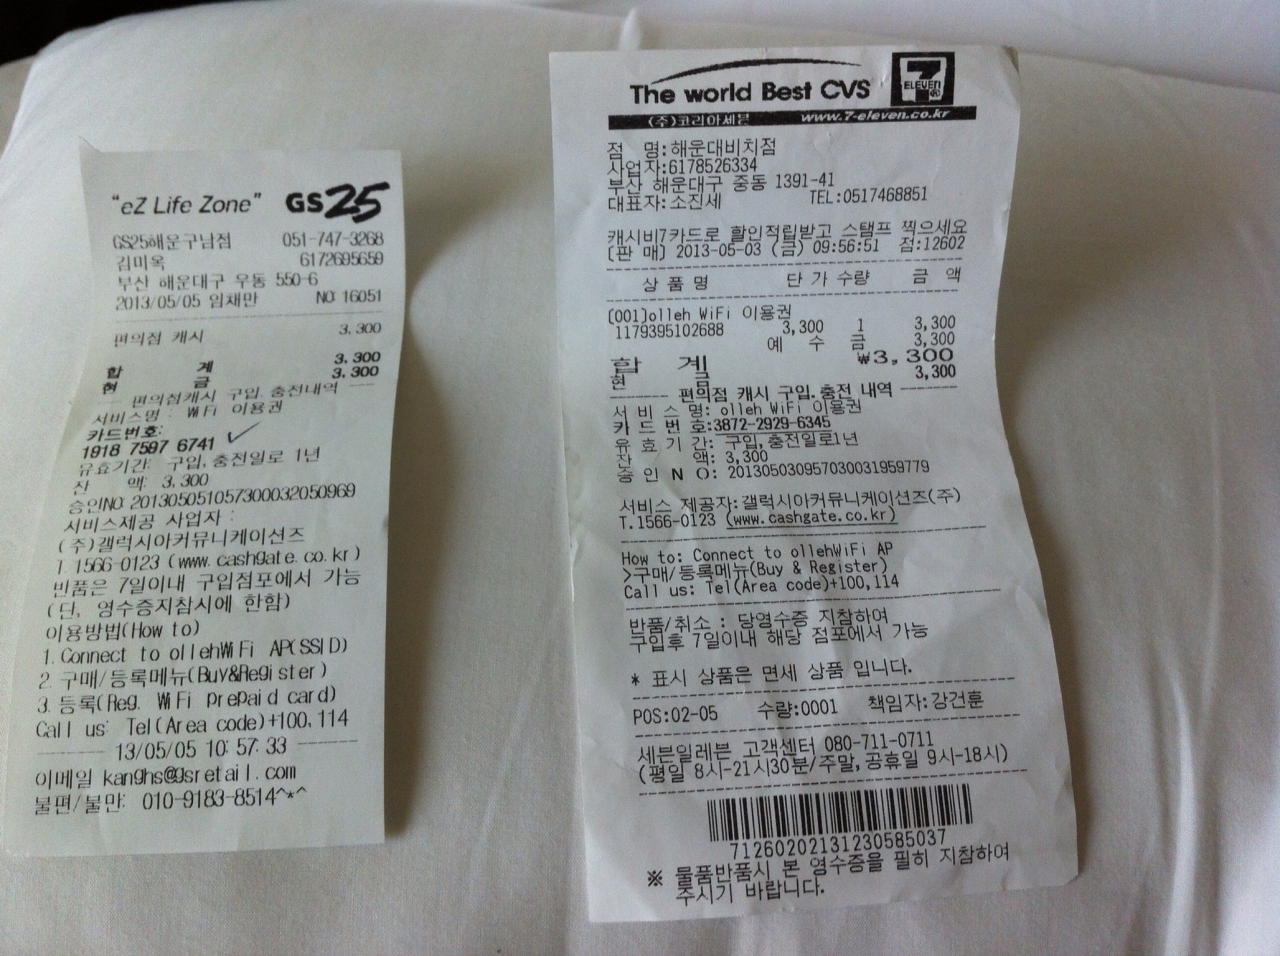 "eZ Life Zone" GS25
GS25해운구남점 051-747-3268
김미옥 6172695659
부산 해운대구 우동 550-6
2013/05/05 임채만 NO: 16051
편의점 캐시 3,300
합 계 3,300
현 금 3,300
편의점캐시 구입.충전내역
서비스명 : WiFi 이용권
카드번호:
1918 7597 6741
유효기간: 구입,충전일로 1년
잔 액: 3,300
승인NO:20130505105730003205​0969
서비스제공 사업자 :
(주)갤럭시아커뮤니케이션즈
T.1566-0123 (www.cashgate.co.kr)
반품은 7일이내 구입점포에서 가능
(단, 영수증지참시에 한함)
이용방법(How to)
1.Connect to ollehWiFi AP(SSID)
2.구매/등록메뉴(Buy&Register)
3.등록(Reg. WiFi prepaid card)
Call us: Tel(Area code)+100,114
13/05/05 10:57:33
이메일 kanghs@gsretail.com
불편/불만: 010-9183-8514^*^
The world Best CVS 7 ELEVEn
(주)코리아세븐 www.7-eleven.co.kr
점 명:해운대비치점
사업자:6178526334
부산 해운대구 중동 1391-41
대표자:소진세 TEL:0517468851
캐시비7카드로 할인적립받고 스탬프 찍으세요
[판 매] 2013-05-03 (금) 09:56:51 점:12602
상 품 명 단 가 수량 금 액
[001]olleh WiFi 이용권
1179395102688 3,300 1 3,300
예 수 금 3,300
합 계 ₩3,300
현 금 3,300
편의점 캐시 구입.충전 내역
서 비 스 명: olleh WiFi 이용권
카 드 번 호:3872-2929-6345
유 효 기 간: 구입,충전일로1년
잔 액: 3,300
승 인 N O: 201305030957030031959779
서비스 제공자:갤럭시아커뮤니케이션즈(주)
T.1566-0123 (www.cashgate.co.kr)
How to: Connect to ollehWiFi AP
>구매/등록메뉴(Buy & Register)
Call us: Tel(Area code)+100,114
반품/취소 : 당영수증 지참하여
구입후 7일이내 해당 점포에서 가능
* 표시 상품은 면세 상품 입니다.
POS:02-05 수량:0001 책임자:강건훈
세븐일레븐 고객센터 080-711-0711
(평일 8시-21시30분/주말,공휴일 9시-18시)
71260202131230585037
※ 물품반품시 본 영수증을 필히 지참하여
주시기 바랍니다.